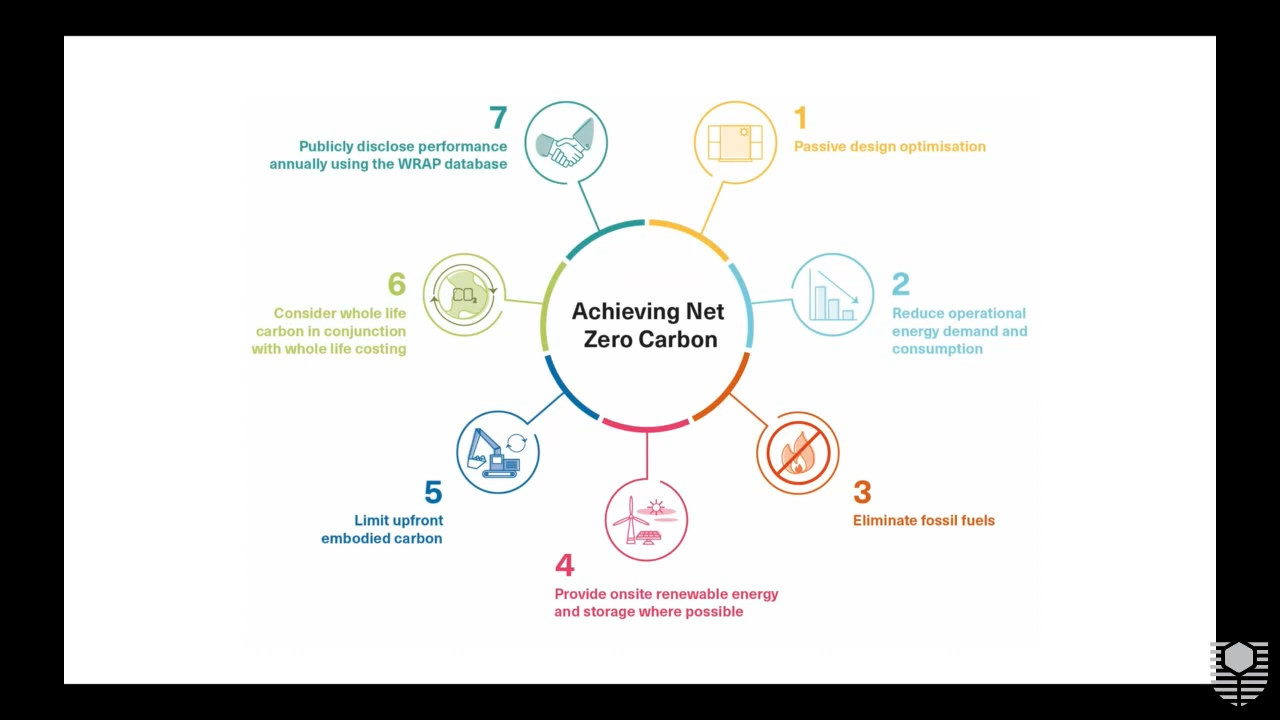 Achieving Net
Zero Carbon
1
Passive design optimisation
2
Reduce operational
energy demand and
consumption
3
Eliminate fossil fuels
4
Provide onsite renewable energy
and storage where possible
5
Limit upfront
embodied carbon
6
CO₂
Consider whole life
carbon in conjunction
with whole life costing
7
Publicly disclose performance
annually using the WRAP database